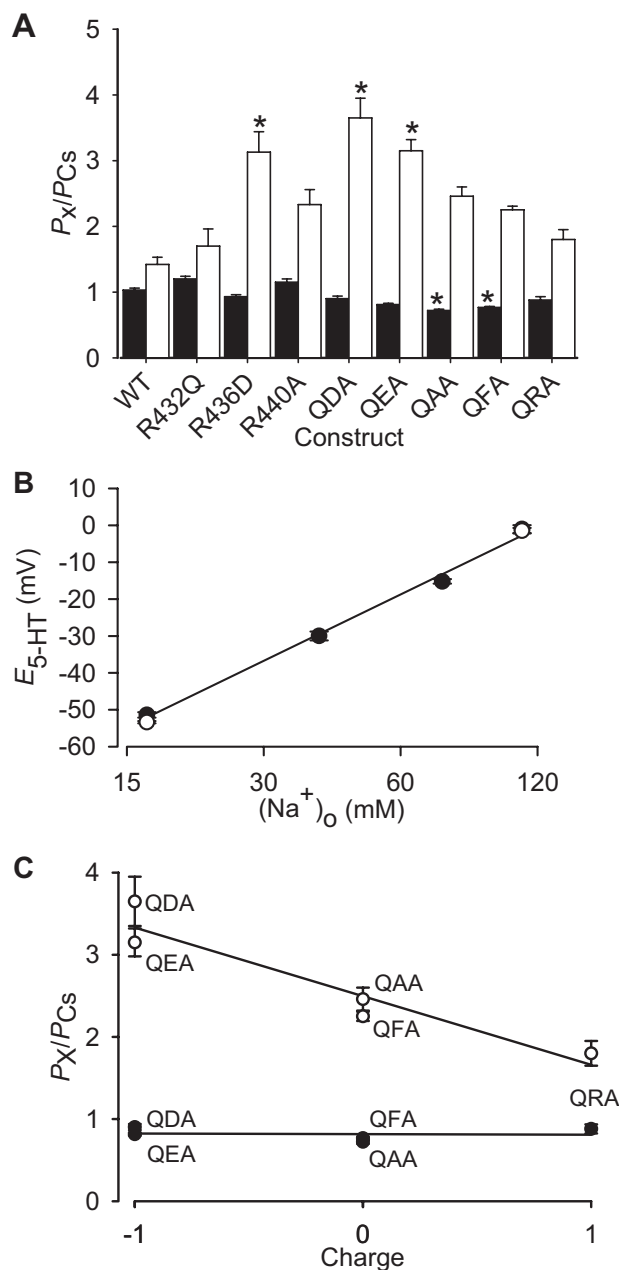 A
5
4
3
2
1
0
PX/PCs
* * * * *
WT
R432Q
R436D
R440A
QDA
QEA
QAA
QFA
QRA
Construct
B
10
0
-10
-20
-30
-40
-50
-60
E5-HT (mV)
15 30 60 120
(Na+)o (mM)
C
4
3
2
1
0
PX/PCs
QDA
QEA
QAA
QFA
QRA
QDA
QFA
QEA
QAA
-1 0 1
Charge